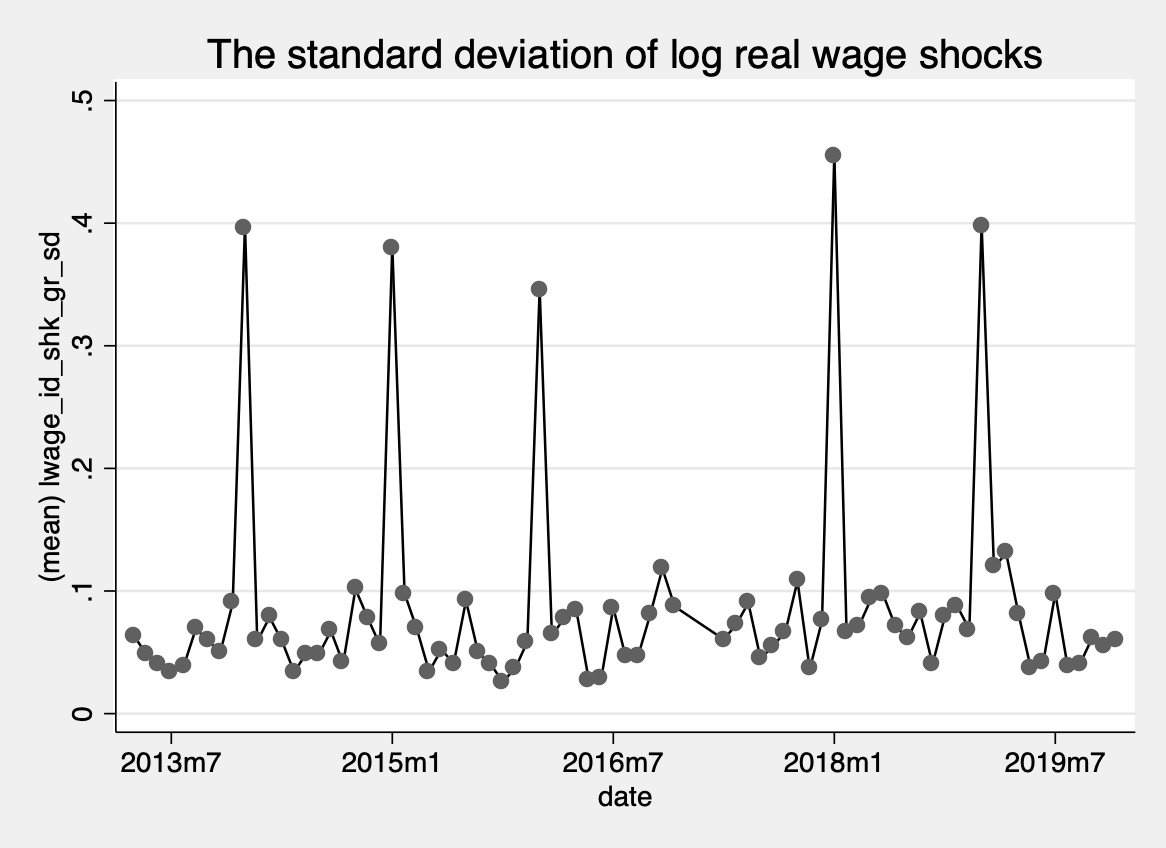 The standard deviation of log real wage shocks
(mean) lwage_id_shk_gr_sd
.5
.4
.3
.2
.1
0
2013m7 2015m1 2016m7 2018m1 2019m7
date